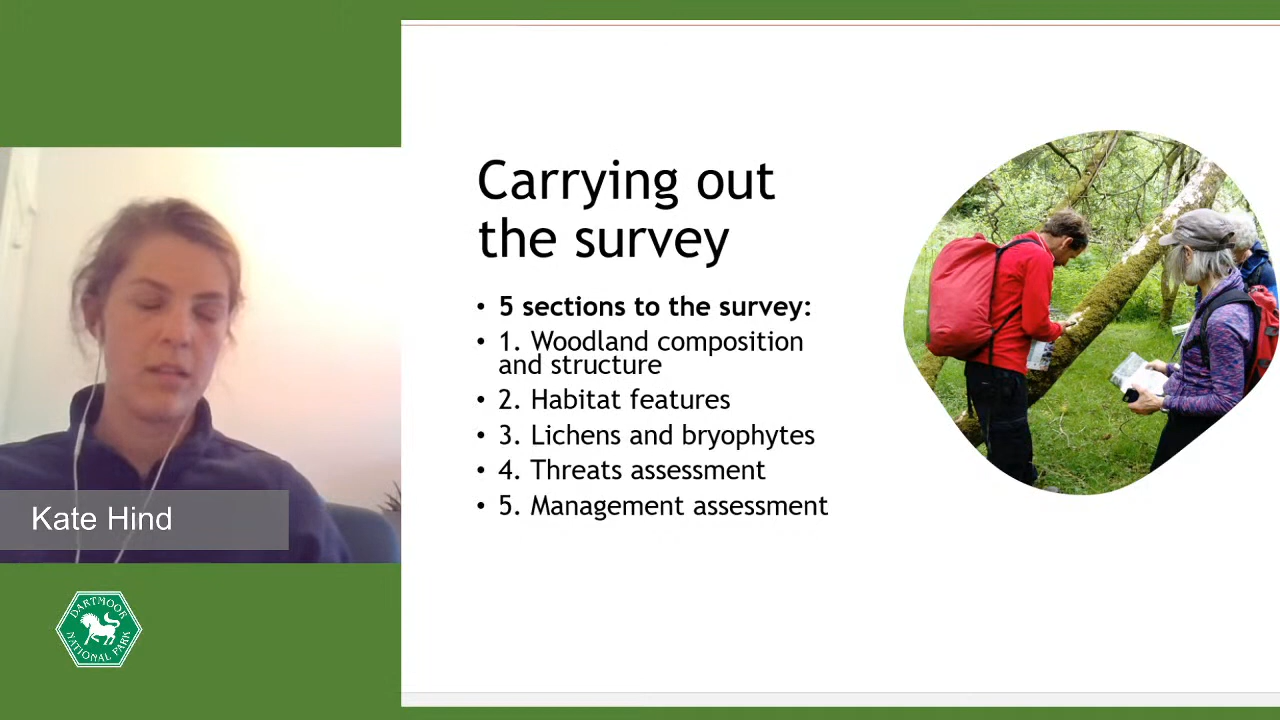 Carrying out
the survey
• 5 sections to the survey:
• 1. Woodland composition
and structure
• 2. Habitat features
• 3. Lichens and bryophytes
• 4. Threats assessment
• 5. Management assessment
Kate Hind
DARTMOOR
NATIONAL PARK